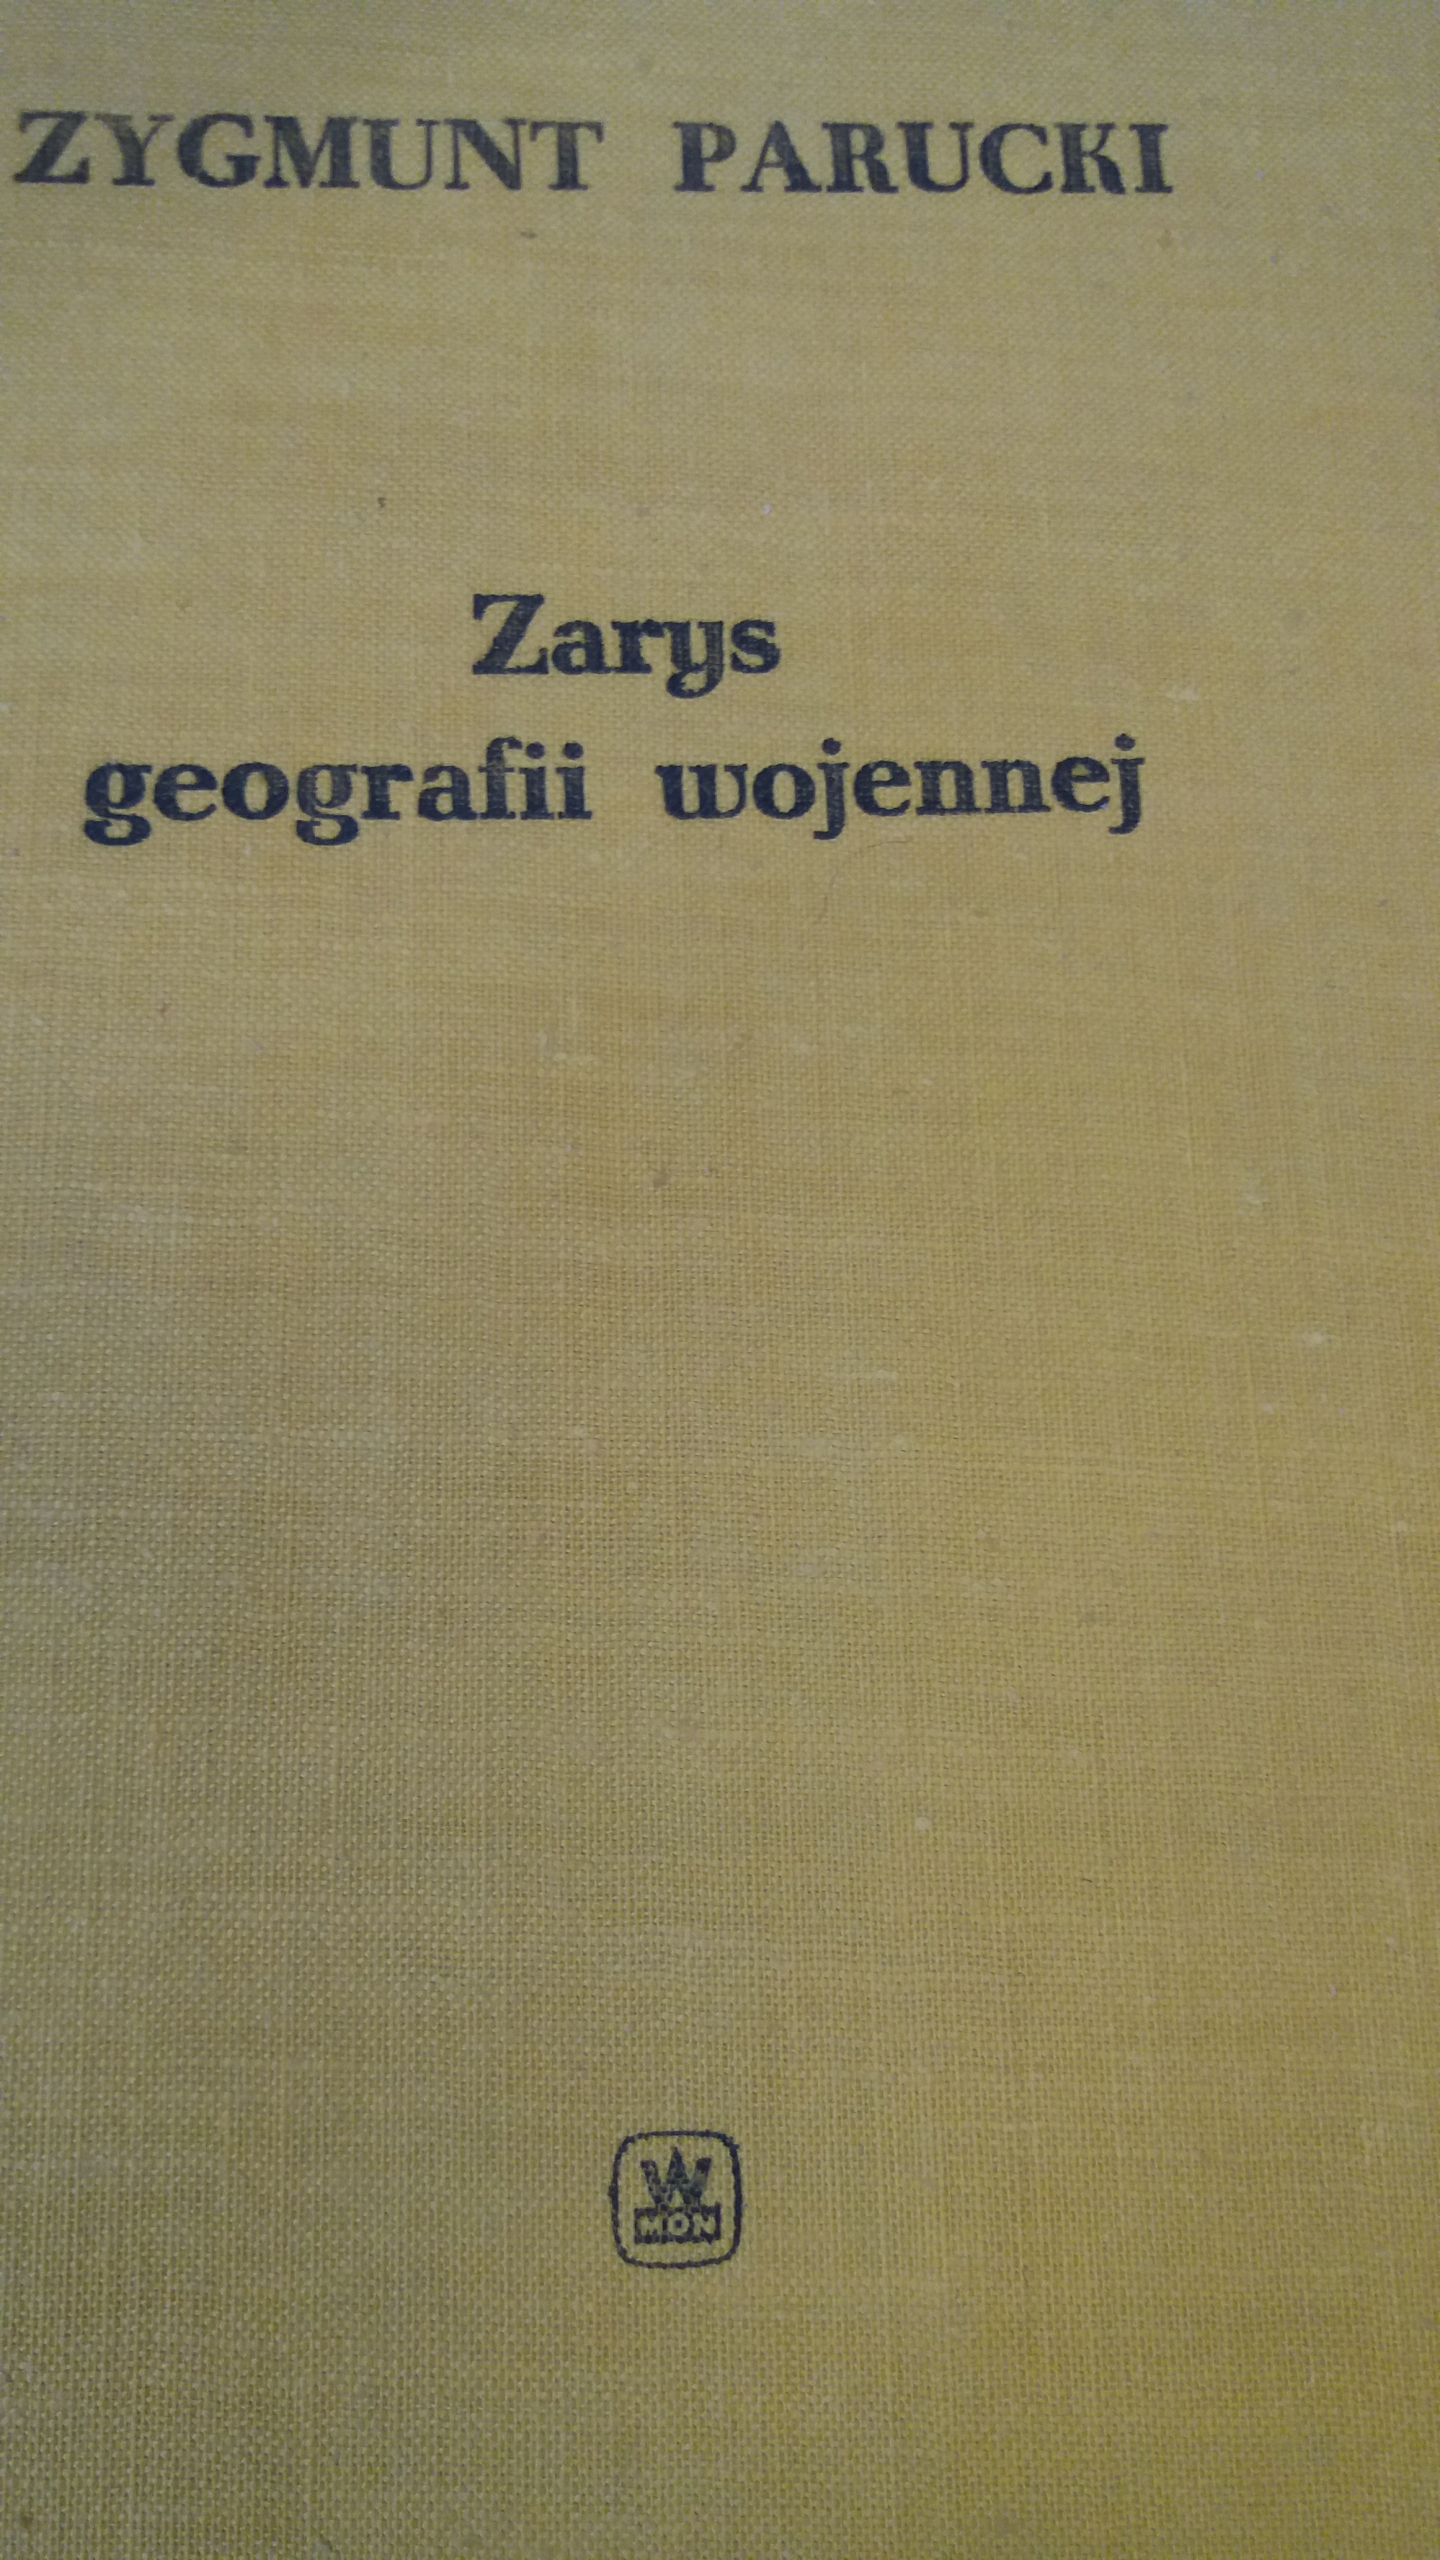 ZYGMUNT PARUCKI
Zarys
geografii wojennej
W
MON